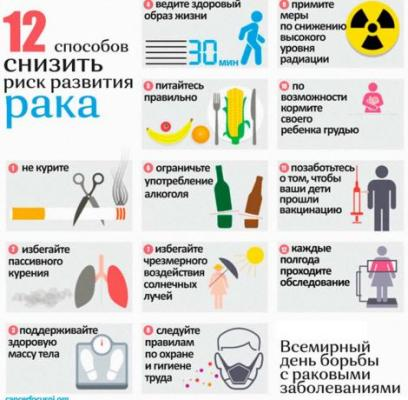 12 способов
снизить
риск развития
рака
1 не курите
2 избегайте
пассивного
курения
3 поддерживайте
здоровую
массу тела
4 ведите здоровый
образ жизни
30 мин
5 питайтесь
правильно
6 ограничьте
употребление
алкоголя
7 избегайте
чрезмерного
воздействия
солнечных
лучей
8 следуйте
правилам
по охране
и гигиене
труда
9 примите
меры
по снижению
высокого
уровня
радиации
10 по
возможности
кормите
своего
ребенка грудью
11 позаботьтесь
о том, чтобы
ваши дети
прошли
вакцинацию
12 каждые
полгода
проходите
обследование
Всемирный
день борьбы
с раковыми
заболеваниями